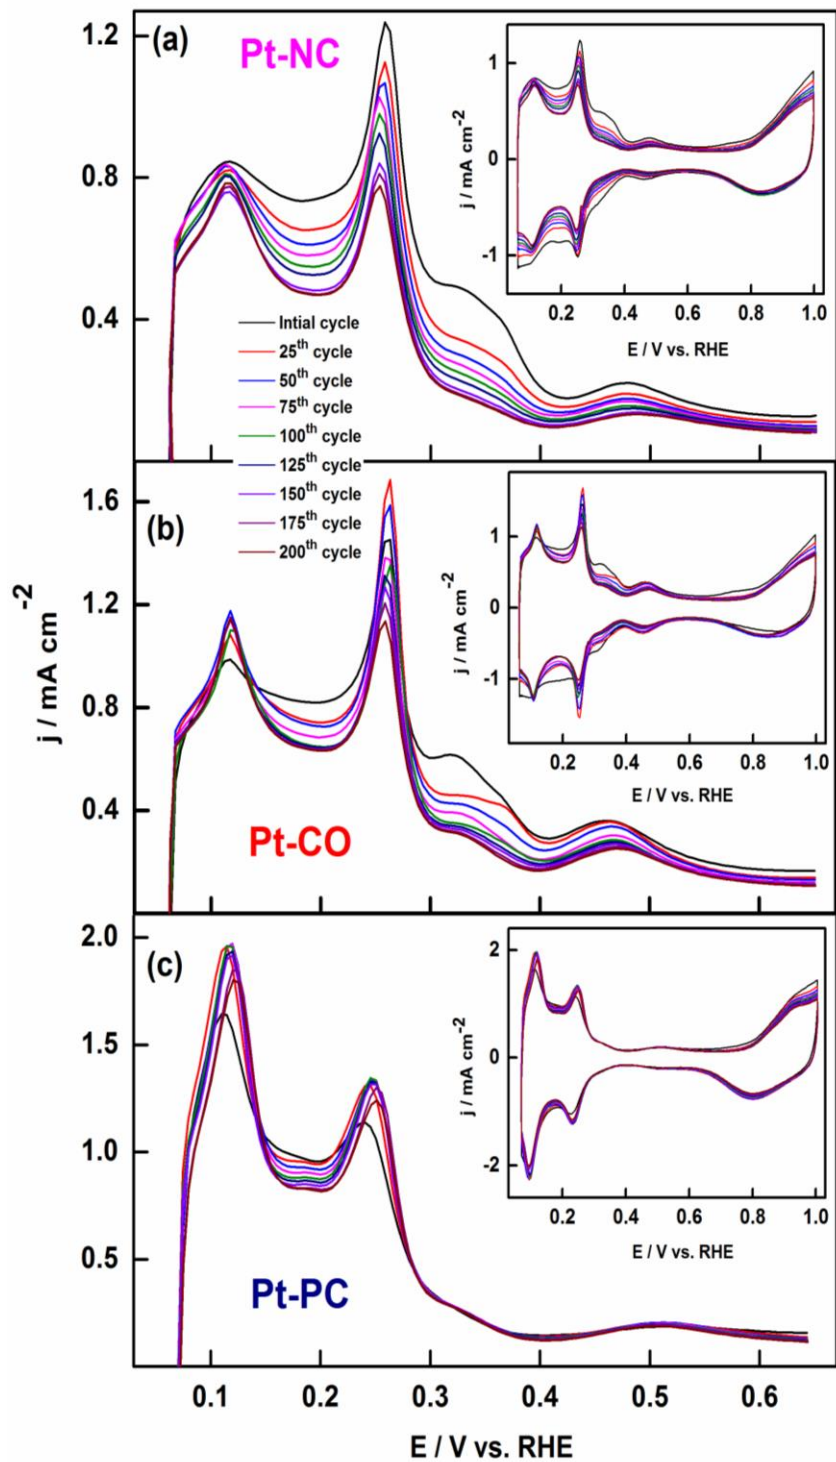 (a)
Pt-NC
1.2
0.8
0.4
j / mA cm-2
1
0
-1
0.2 0.4 0.6 0.8 1.0
E / V vs. RHE
Intial cycle
25th cycle
50th cycle
75th cycle
100th cycle
125th cycle
150th cycle
175th cycle
200th cycle
(b)
Pt-CO
1.6
1.2
0.8
0.4
j / mA cm-2
j / mA cm-2
1
0
-1
0.2 0.4 0.6 0.8 1.0
E / V vs. RHE
(c)
Pt-PC
2.0
1.5
1.0
0.5
j / mA cm-2
2
0
-2
0.2 0.4 0.6 0.8 1.0
E / V vs. RHE
0.1 0.2 0.3 0.4 0.5 0.6
E / V vs. RHE